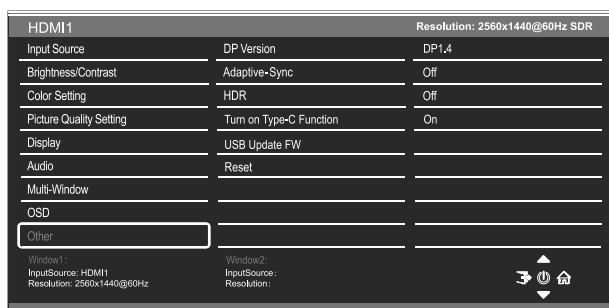 HDMI1 Resolution: 2560x1440@60Hz SDR
Input Source DP Version DP1.4
Brightness/Contrast Adaptive-Sync Off
Color Setting HDR Off
Picture Quality Setting Turn on Type-C Function On
Display USB Update FW
Audio Reset
Multi-Window
OSD
Other
Window1: Window2:
InputSource: HDMI1 InputSource:
Resolution: 2560x1440@60Hz Resolution: